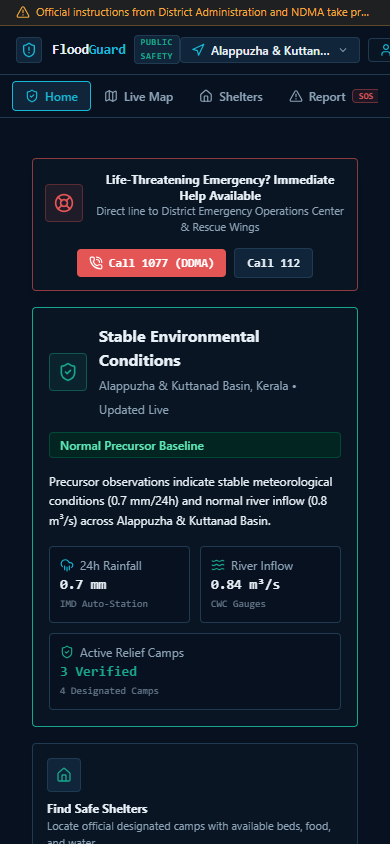 Official instructions from District Administration and NDMA take pr...
FloodGuard
PUBLIC
SAFETY
Alappuzha & Kuttan...
Home
Live Map
Shelters
Report
SOS
Life-Threatening Emergency? Immediate
Help Available
Direct line to District Emergency Operations Center
& Rescue Wings
Call 1077 (DDMA)
Call 112
Stable Environmental
Conditions
Alappuzha & Kuttanad Basin, Kerala •
Updated Live
Normal Precursor Baseline
Precursor observations indicate stable meteorological
conditions (0.7 mm/24h) and normal river inflow (0.8
m³/s) across Alappuzha & Kuttanad Basin.
24h Rainfall
0.7 mm
IMD Auto-Station
River Inflow
0.84 m³/s
CWC Gauges
Active Relief Camps
3 Verified
4 Designated Camps
Find Safe Shelters
Locate official designated camps with available beds, food,
and water